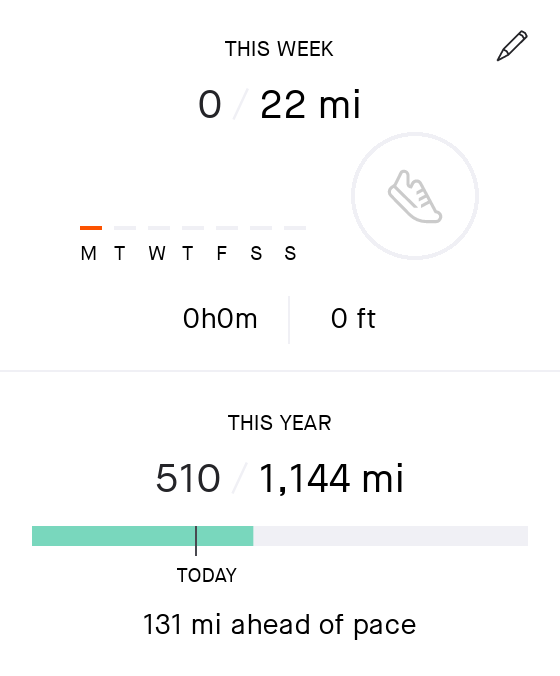 THIS WEEK
0 / 22 mi
M T W T F S S
0h0m
0 ft
THIS YEAR
510 / 1,144 mi
TODAY
131 mi ahead of pace